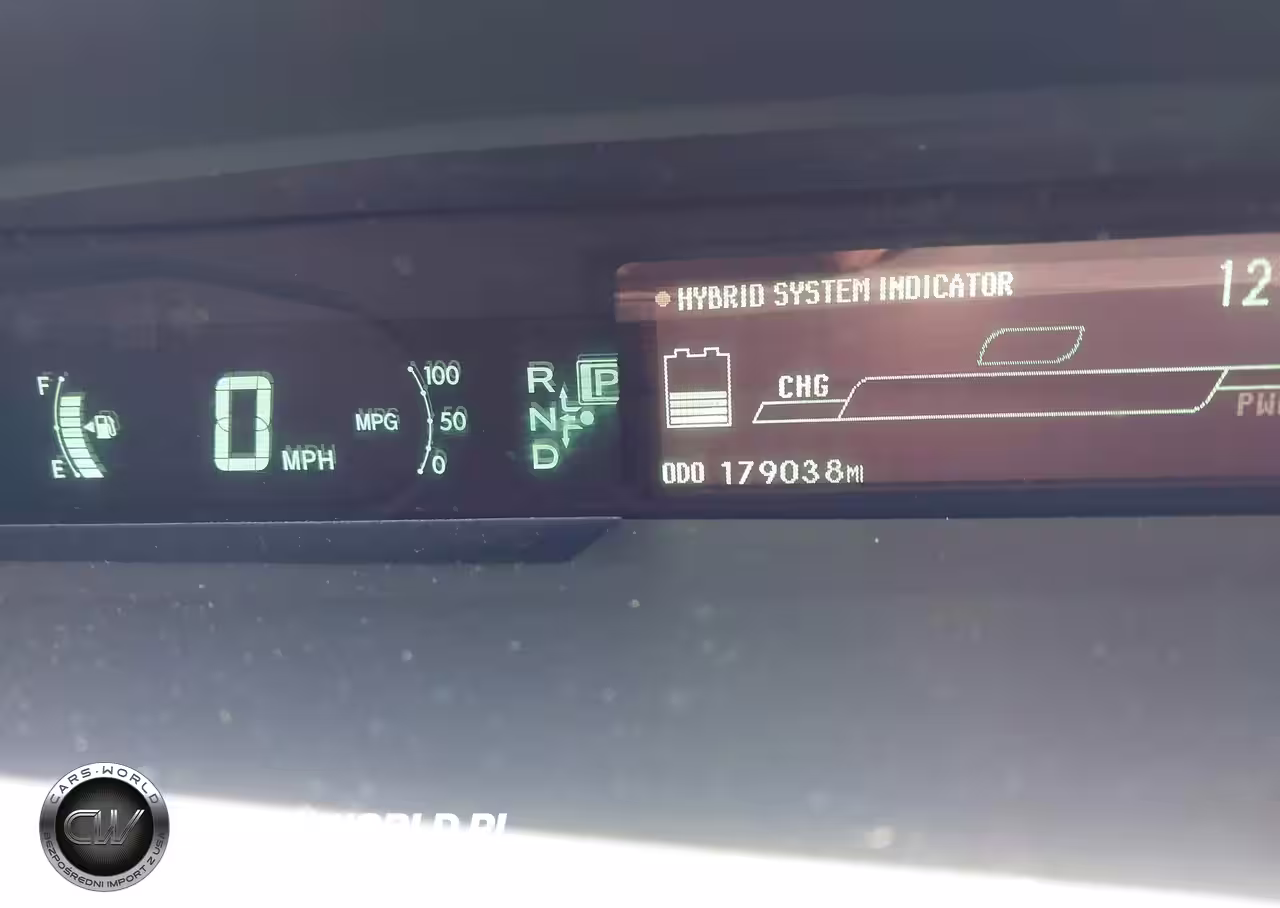 HYBRID SYSTEM INDICATOR
12
F
E
0 MPH
MPG
100
50
0
R
N
D
P
CHG
ODO 179038MI
CARS·WORLD
CW
BEZPOŚREDNI IMPORT Z USA